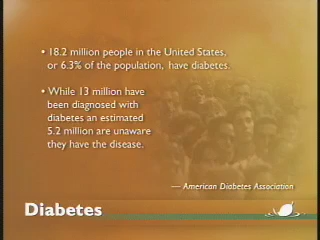 • 18.2 million people in the United States,
or 6.3% of the population, have diabetes.
• While 13 million have
been diagnosed with
diabetes an estimated
5.2 million are unaware
they have the disease.
— American Diabetes Association
Diabetes